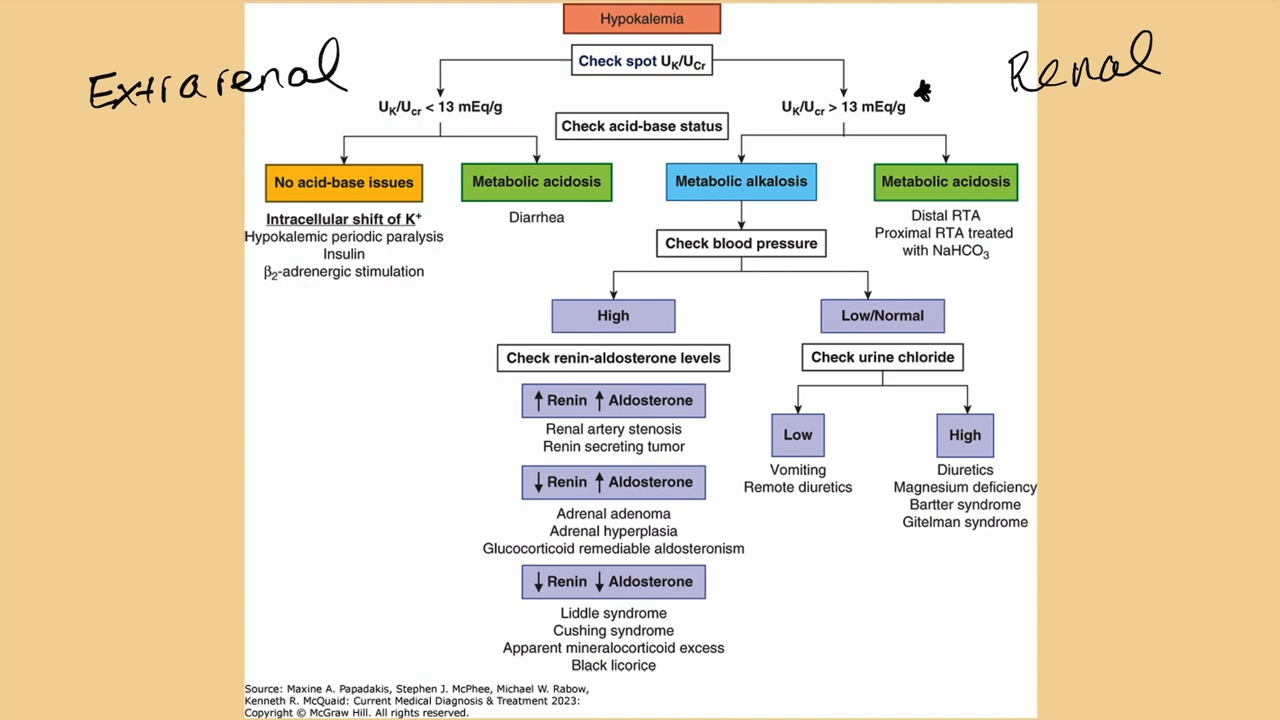 Hypokalemia
Extrarenal
Renal
Check spot UK/UCr
UK/Ucr < 13 mEq/g
UK/Ucr > 13 mEq/g
Check acid-base status
No acid-base issues
Metabolic acidosis
Metabolic alkalosis
Metabolic acidosis
Intracellular shift of K+
Hypokalemic periodic paralysis
Insulin
β2-adrenergic stimulation
Diarrhea
Distal RTA
Proximal RTA treated
with NaHCO3
Check blood pressure
High
Low/Normal
Check renin-aldosterone levels
Check urine chloride
↑ Renin ↑ Aldosterone
Renal artery stenosis
Renin secreting tumor
↓ Renin ↑ Aldosterone
Adrenal adenoma
Adrenal hyperplasia
Glucocorticoid remediable aldosteronism
↓ Renin ↓ Aldosterone
Liddle syndrome
Cushing syndrome
Apparent mineralocorticoid excess
Black licorice
Low
Vomiting
Remote diuretics
High
Diuretics
Magnesium deficiency
Bartter syndrome
Gitelman syndrome
Source: Maxine A. Papadakis, Stephen J. McPhee, Michael W. Rabow,
Kenneth R. McQuaid: Current Medical Diagnosis & Treatment 2023:
Copyright © McGraw Hill. All rights reserved.